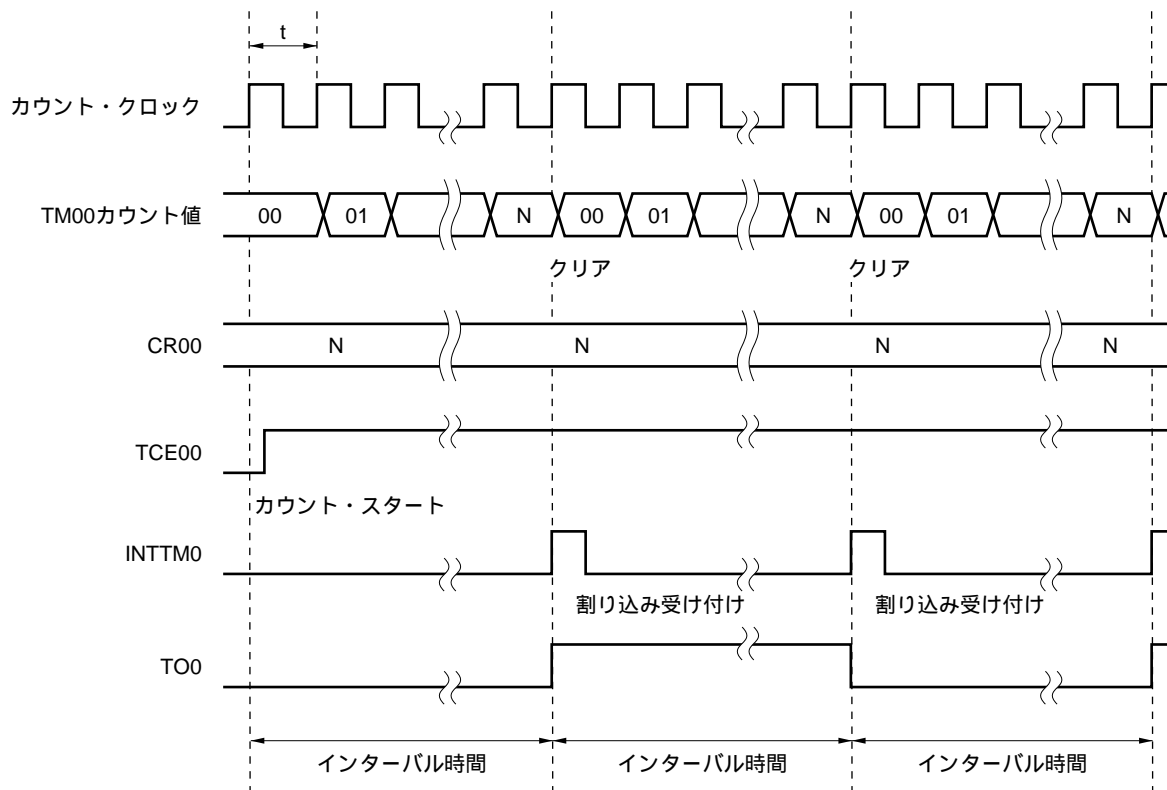 t
カウント・クロック
TM00カウント値 00 01 N 00 01 N 00 01 N
クリア クリア
CR00 N N N N
TCE00
カウント・スタート
INTTM0
割り込み受け付け 割り込み受け付け
TO0
インターバル時間 インターバル時間 インターバル時間